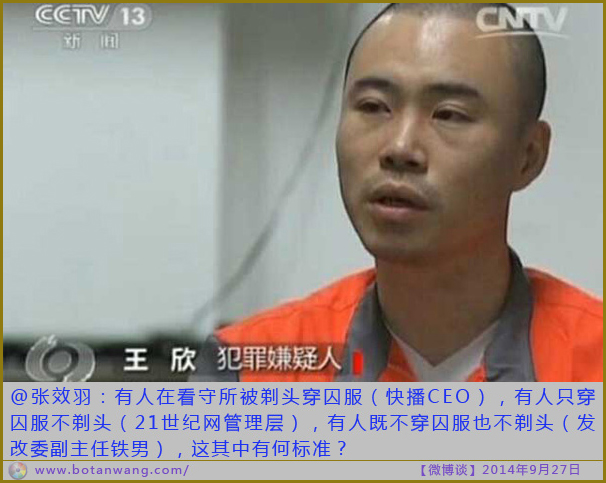 CCTV 13
CNTV
新闻
王欣 犯罪嫌疑人
@张效羽：有人在看守所被剃头穿囚服（快播CEO），有人只穿
囚服不剃头（21世纪网管理层），有人既不穿囚服也不剃头（发
改委副主任铁男），这其中有何标准？
www.botanwang.com/
【微博谈】2014年9月27日